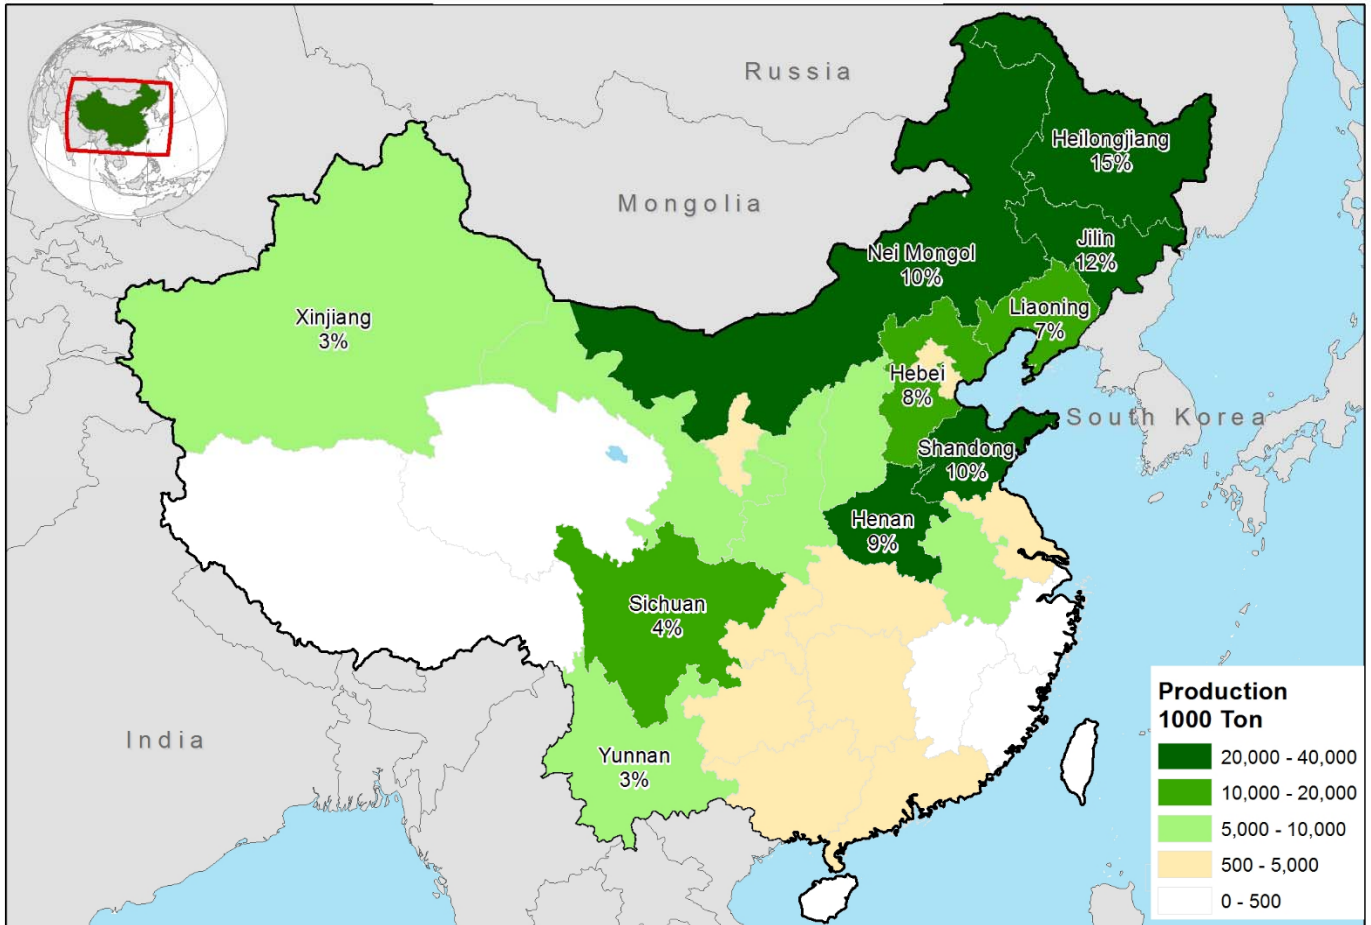 Russia
Heilongjiang
15%
Mongolia
Nei Mongol
10%
Jilin
12%
Liaoning
7%
Xinjiang
3%
Hebei
8%
South Korea
Shandong
10%
Henan
9%
Sichuan
4%
India
Yunnan
3%
Production
1000 Ton
20,000 - 40,000
10,000 - 20,000
5,000 - 10,000
500 - 5,000
0 - 500